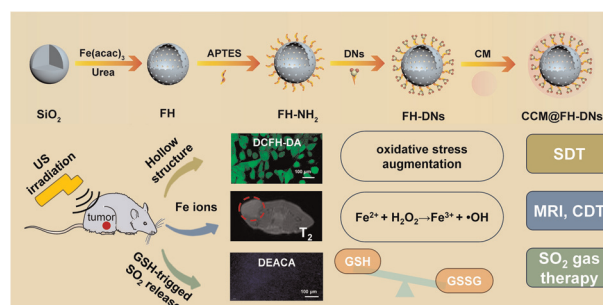 Fe(acac)3
Urea
APTES
DNs
CM
SiO2
FH
FH-NH2
FH-DNs
CCM@FH-DNs
US irradiation
tumor
Hollow structure
Fe ions
GSH-trigged SO2 release
DCFH-DA
100 μm
T2
DEACA
100 μm
oxidative stress
augmentation
Fe2+ + H2O2→Fe3+ + •OH
GSH
GSSG
SDT
MRI, CDT
SO2 gas
therapy